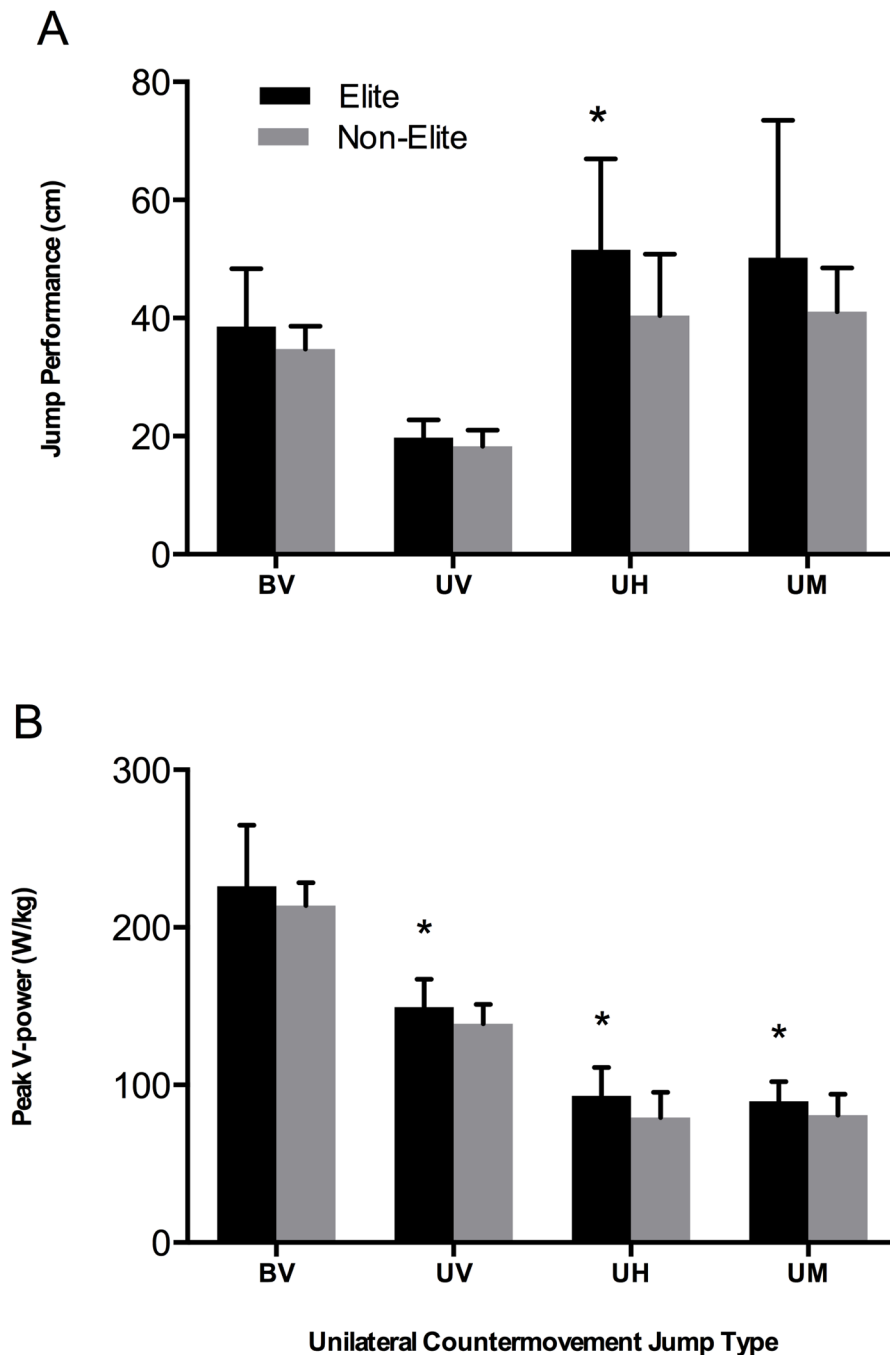 A
80
60
40
20
0
Jump Performance (cm)
Elite
Non-Elite
*
BV UV UH UM
B
300
200
100
0
Peak V-power (W/kg)
*
*
*
BV UV UH UM
Unilateral Countermovement Jump Type